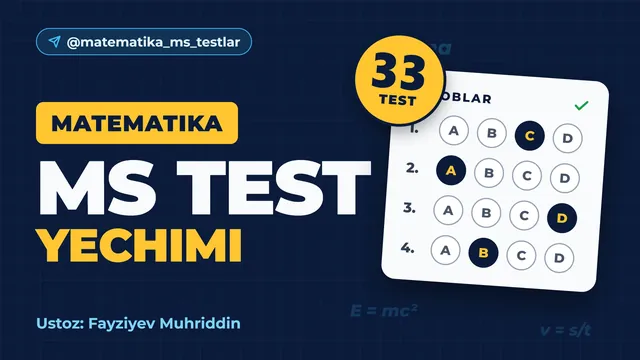 @matematika_ms_testlar
MATEMATIKA
MS TEST
YECHIMI
Ustoz: Fayziyev Muhriddin
33
TEST
OBLAR
1. A B C D
2. A B C D
3. A B C D
4. A B C D
E = mc²
v = s/t